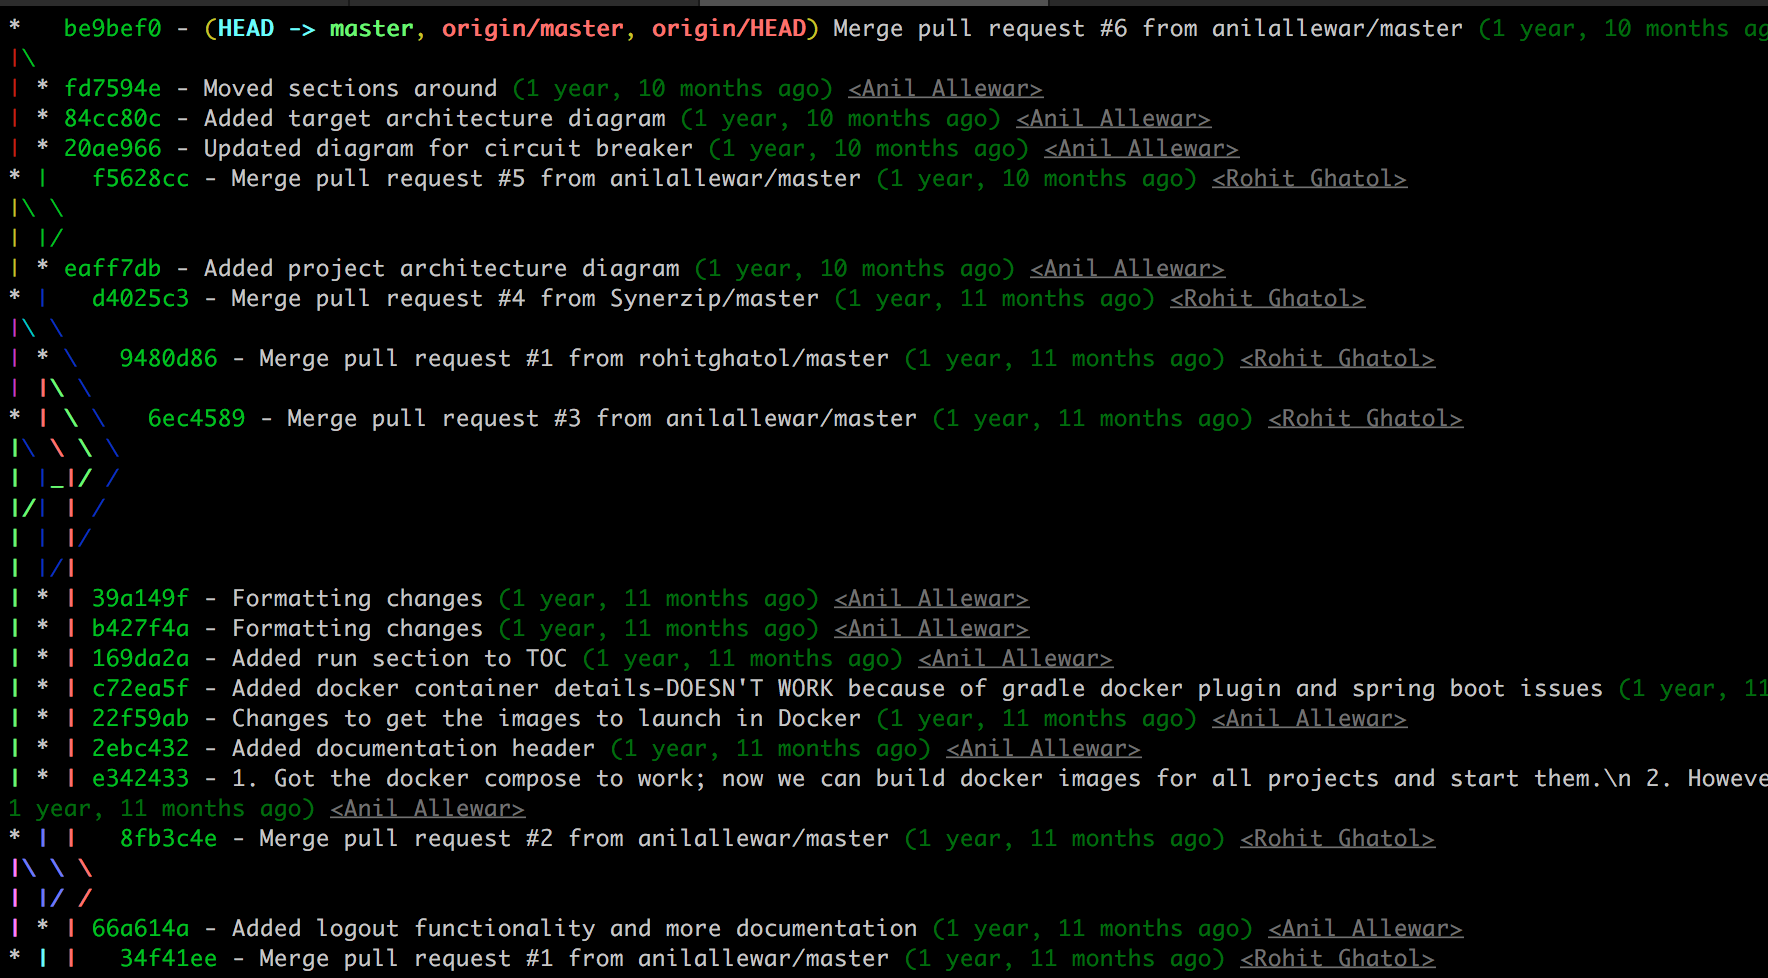 * be9bef0 - (HEAD -> master, origin/master, origin/HEAD) Merge pull request #6 from anilallewar/master (1 year, 10 months ag
|\
| * fd7594e - Moved sections around (1 year, 10 months ago) <Anil Allewar>
| * 84cc80c - Added target architecture diagram (1 year, 10 months ago) <Anil Allewar>
| * 20ae966 - Updated diagram for circuit breaker (1 year, 10 months ago) <Anil Allewar>
* | f5628cc - Merge pull request #5 from anilallewar/master (1 year, 10 months ago) <Rohit Ghatol>
|\ \
| |/
| * eaff7db - Added project architecture diagram (1 year, 10 months ago) <Anil Allewar>
* | d4025c3 - Merge pull request #4 from Synerzip/master (1 year, 11 months ago) <Rohit Ghatol>
|\ \
| * \ 9480d86 - Merge pull request #1 from rohitghatol/master (1 year, 11 months ago) <Rohit Ghatol>
| |\ \
* | \ \ 6ec4589 - Merge pull request #3 from anilallewar/master (1 year, 11 months ago) <Rohit Ghatol>
|\ \ \ \
| |_|/ /
|/| | /
| | |/
| |/|
| * | 39a149f - Formatting changes (1 year, 11 months ago) <Anil Allewar>
| * | b427f4a - Formatting changes (1 year, 11 months ago) <Anil Allewar>
| * | 169da2a - Added run section to TOC (1 year, 11 months ago) <Anil Allewar>
| * | c72ea5f - Added docker container details-DOESN'T WORK because of gradle docker plugin and spring boot issues (1 year, 11
| * | 22f59ab - Changes to get the images to launch in Docker (1 year, 11 months ago) <Anil Allewar>
| * | 2ebc432 - Added documentation header (1 year, 11 months ago) <Anil Allewar>
| * | e342433 - 1. Got the docker compose to work; now we can build docker images for all projects and start them.\n 2. Howeve
1 year, 11 months ago) <Anil Allewar>
* | | 8fb3c4e - Merge pull request #2 from anilallewar/master (1 year, 11 months ago) <Rohit Ghatol>
|\ \ \
| |/ /
| * | 66a614a - Added logout functionality and more documentation (1 year, 11 months ago) <Anil Allewar>
* | | 34f41ee - Merge pull request #1 from anilallewar/master (1 year, 11 months ago) <Rohit Ghatol>